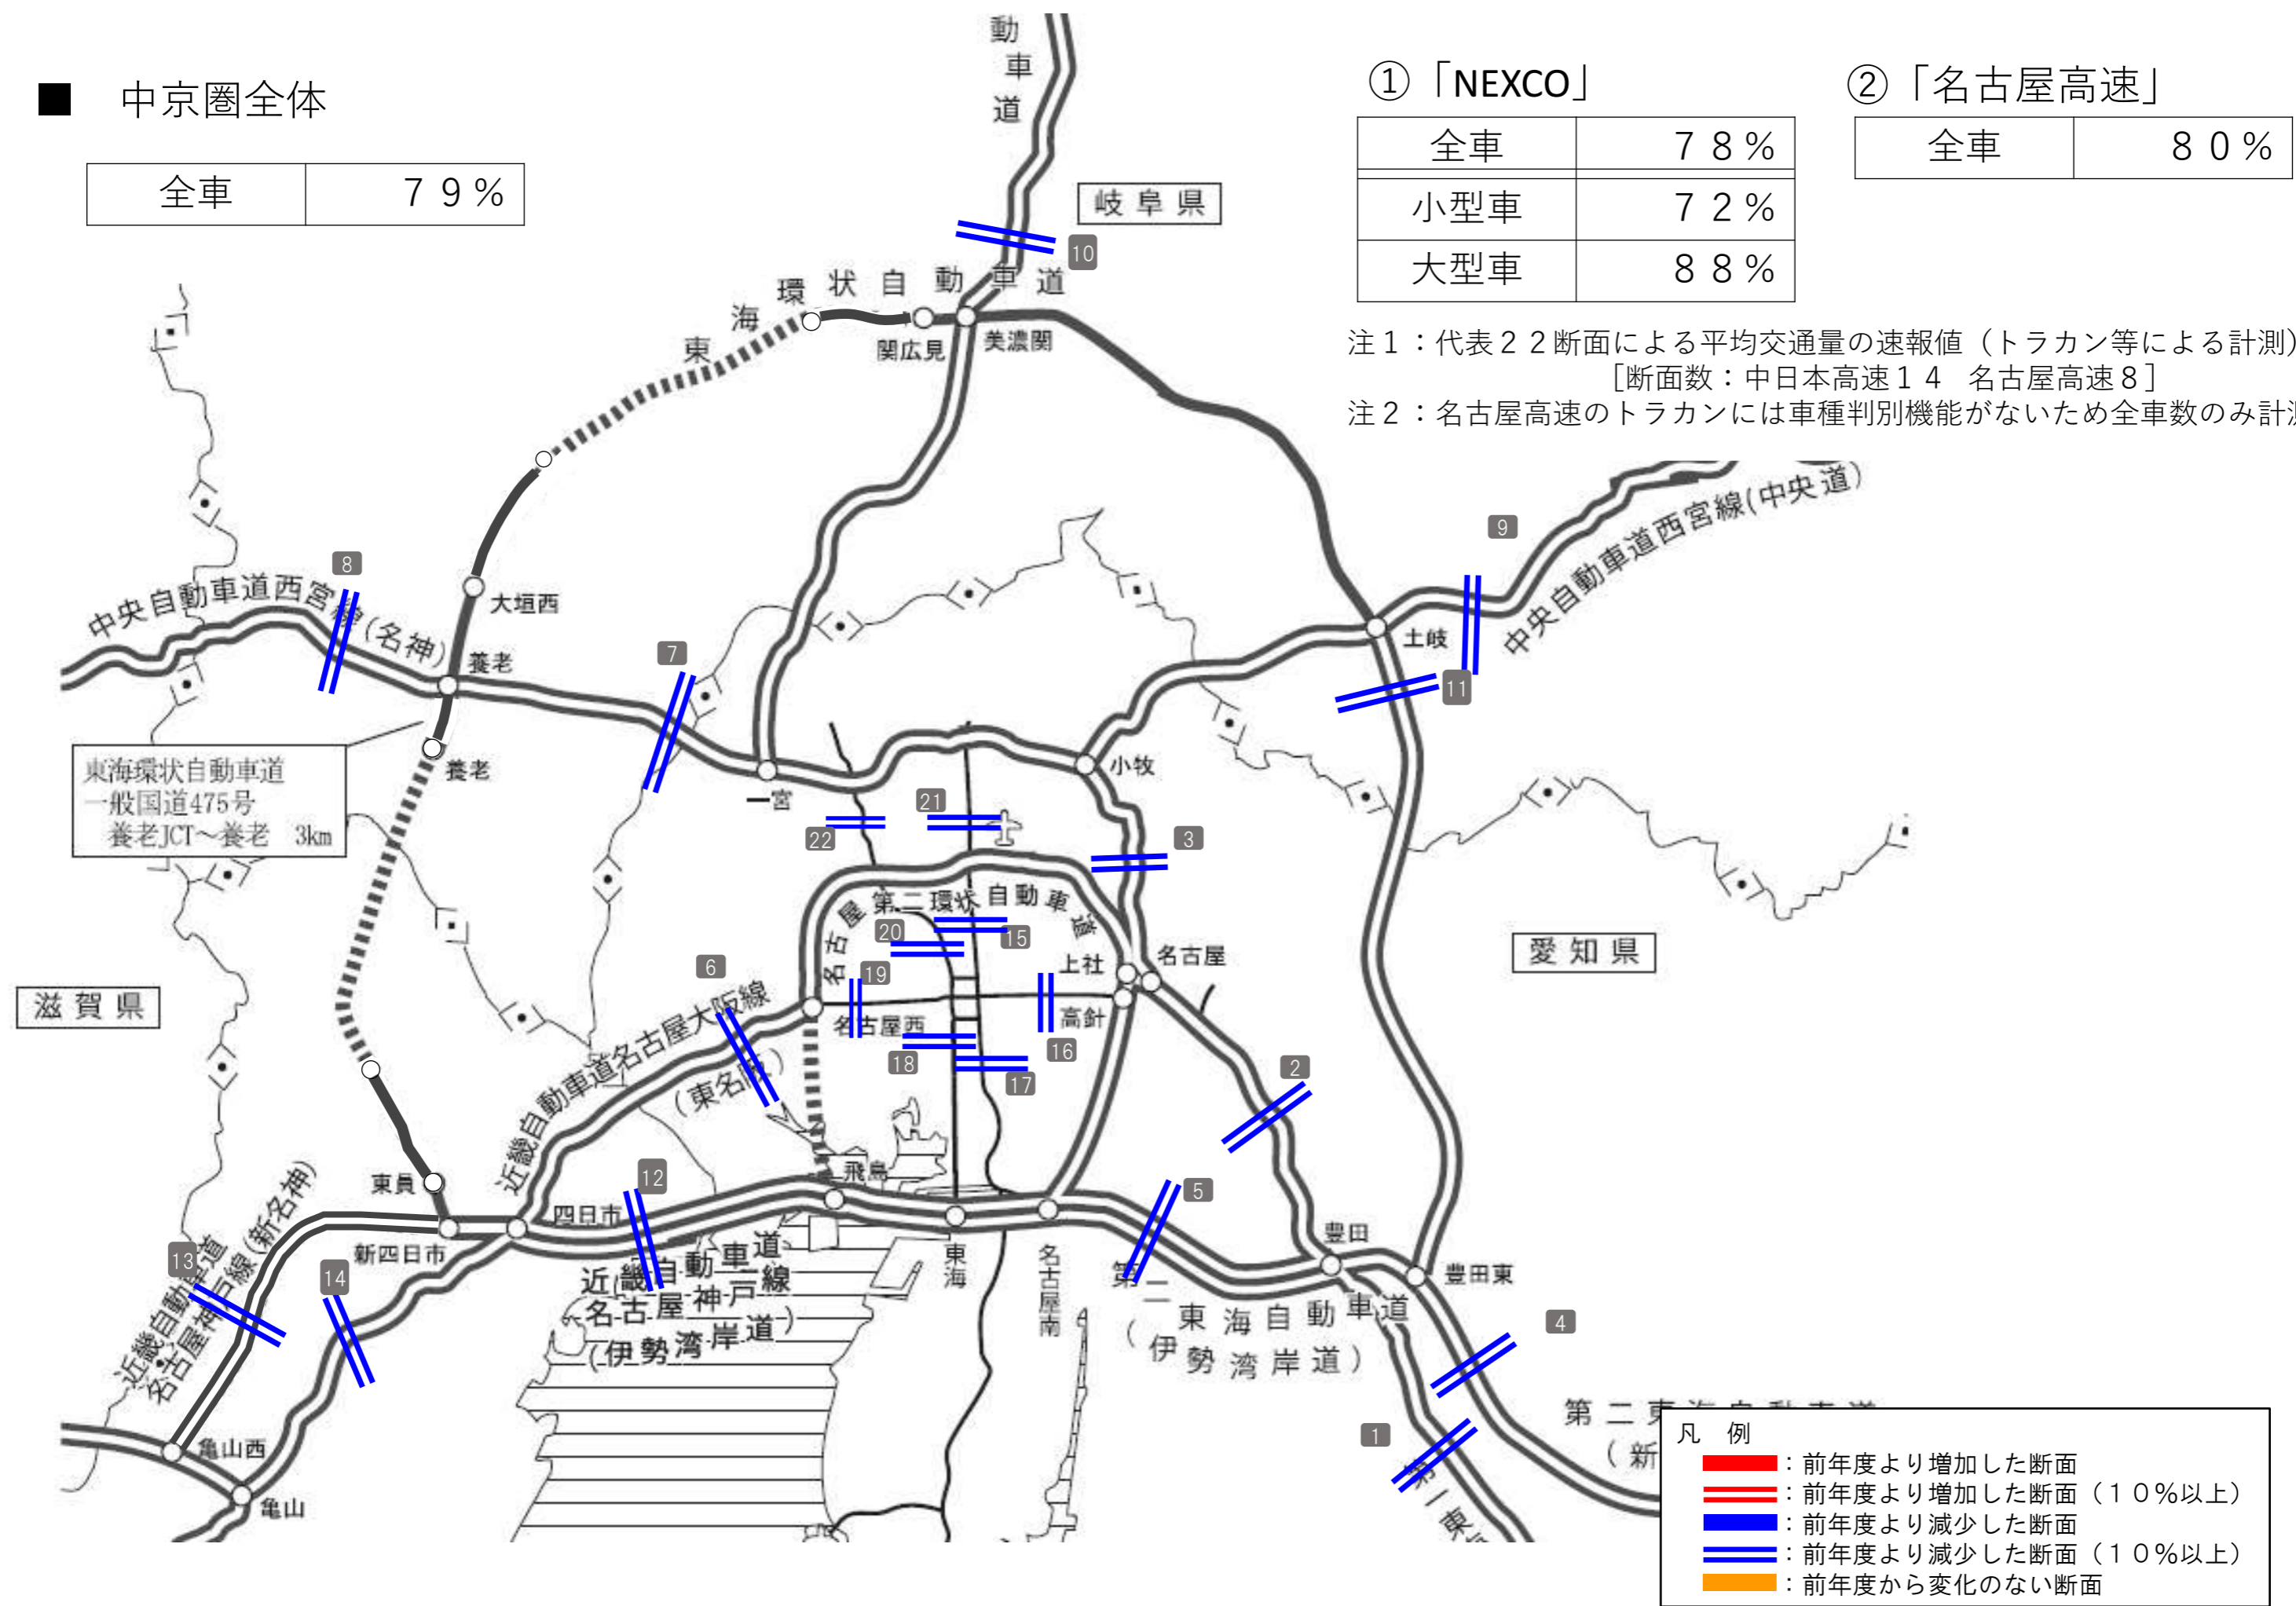 ■ 中京圏全体
全車 ７９%
①「NEXCO」
全車 ７８%
小型車 ７２%
大型車 ８８%
②「名古屋高速」
全車 ８０%
注１：代表２２断面による平均交通量の速報値（トラカン等による計測）
［断面数：中日本高速１４ 名古屋高速８］
注２：名古屋高速のトラカンには車種判別機能がないため全車数のみ計測
動車道
岐阜県
10
東海環状自動車道
関広見
美濃関
9
中央自動車道西宮線(中央道)
8
中央自動車道西宮線(名神)
大垣西
養老
7
土岐
11
東海環状自動車道
一般国道475号
養老JCT～養老 3km
養老
一宮
小牧
21
22
3
名古屋第二環状自動車道
20
15
上社
名古屋
愛知県
滋賀県
6
19
名古屋西
高針
16
18
17
2
近畿自動車道名古屋大阪線
(東名阪)
東員
四日市
12
飛島
5
新四日市
13
14
近畿自動車道
名古屋神戸線(新名神)
近畿自動車道
名古屋神戸線
(伊勢湾岸道)
東海
名古屋南
豊田
豊田東
第二東海自動車道
(伊勢湾岸道)
4
1
亀山西
亀山
第二東海自動車道
(新
第一東
凡 例
：前年度より増加した断面
：前年度より増加した断面（１０％以上）
：前年度より減少した断面
：前年度より減少した断面（１０％以上）
：前年度から変化のない断面